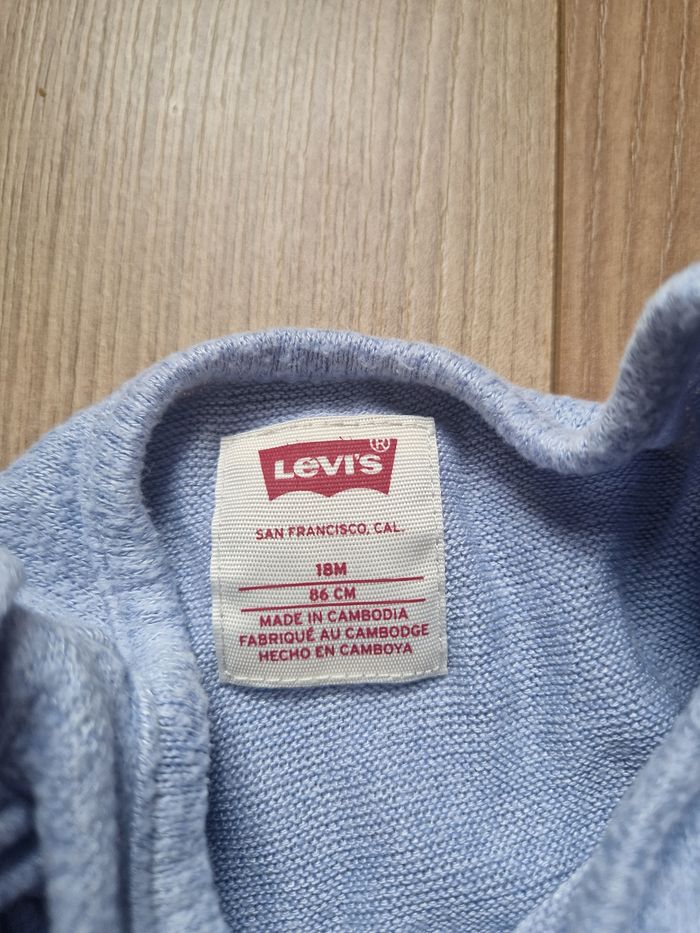 LEVI'S ®
SAN FRANCISCO, CAL.
18M
86 CM
MADE IN CAMBODIA
FABRIQUÉ AU CAMBODGE
HECHO EN CAMBOYA